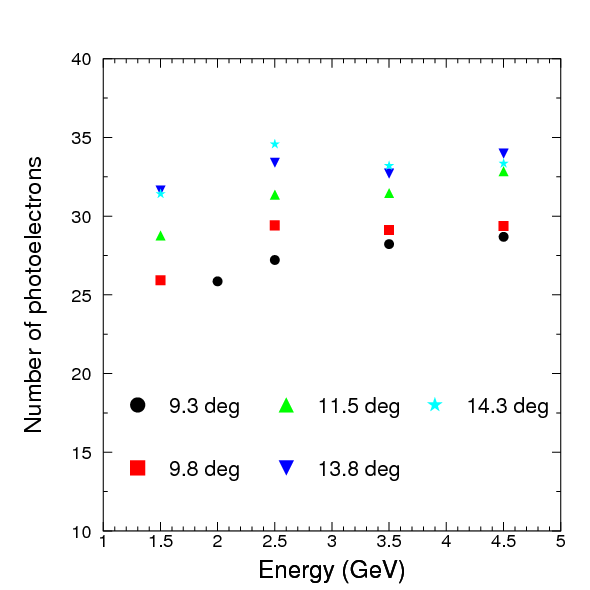 40
35
30
25
20
15
10
Number of photoelectrons
9.3 deg
11.5 deg
14.3 deg
9.8 deg
13.8 deg
1 1.5 2 2.5 3 3.5 4 4.5 5
Energy (GeV)